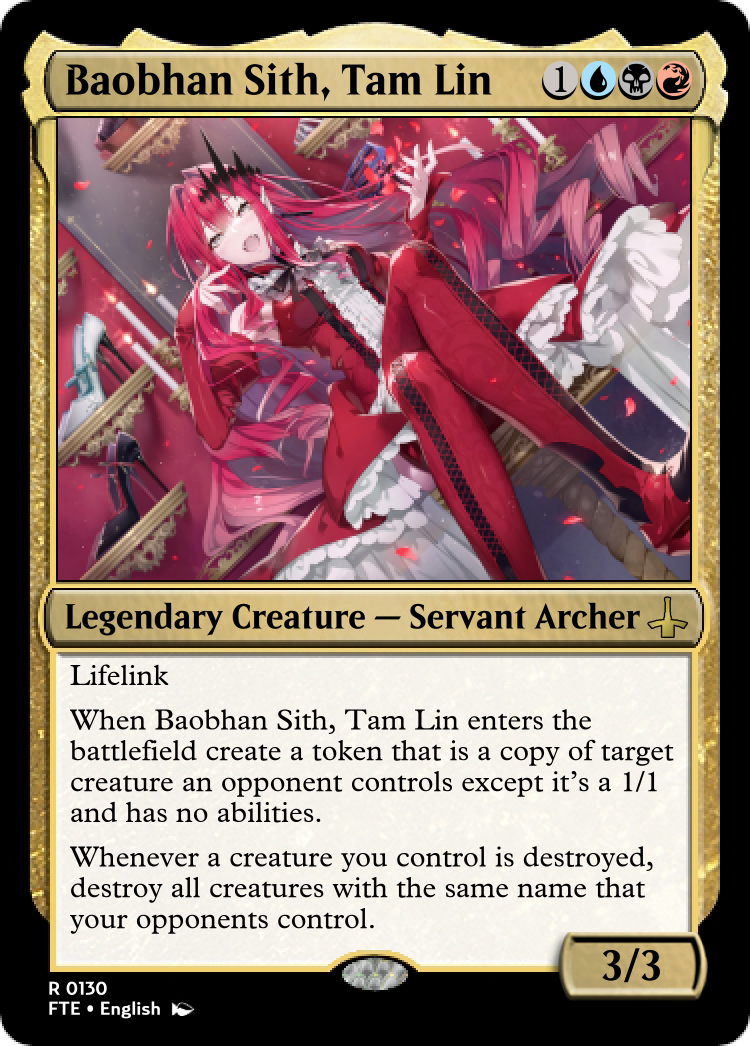 Baobhan Sith, Tam Lin 1
Legendary Creature — Servant Archer
Lifelink
When Baobhan Sith, Tam Lin enters the
battlefield create a token that is a copy of target
creature an opponent controls except it's a 1/1
and has no abilities.
Whenever a creature you control is destroyed,
destroy all creatures with the same name that
your opponents control.
3/3
R 0130
FTE • English